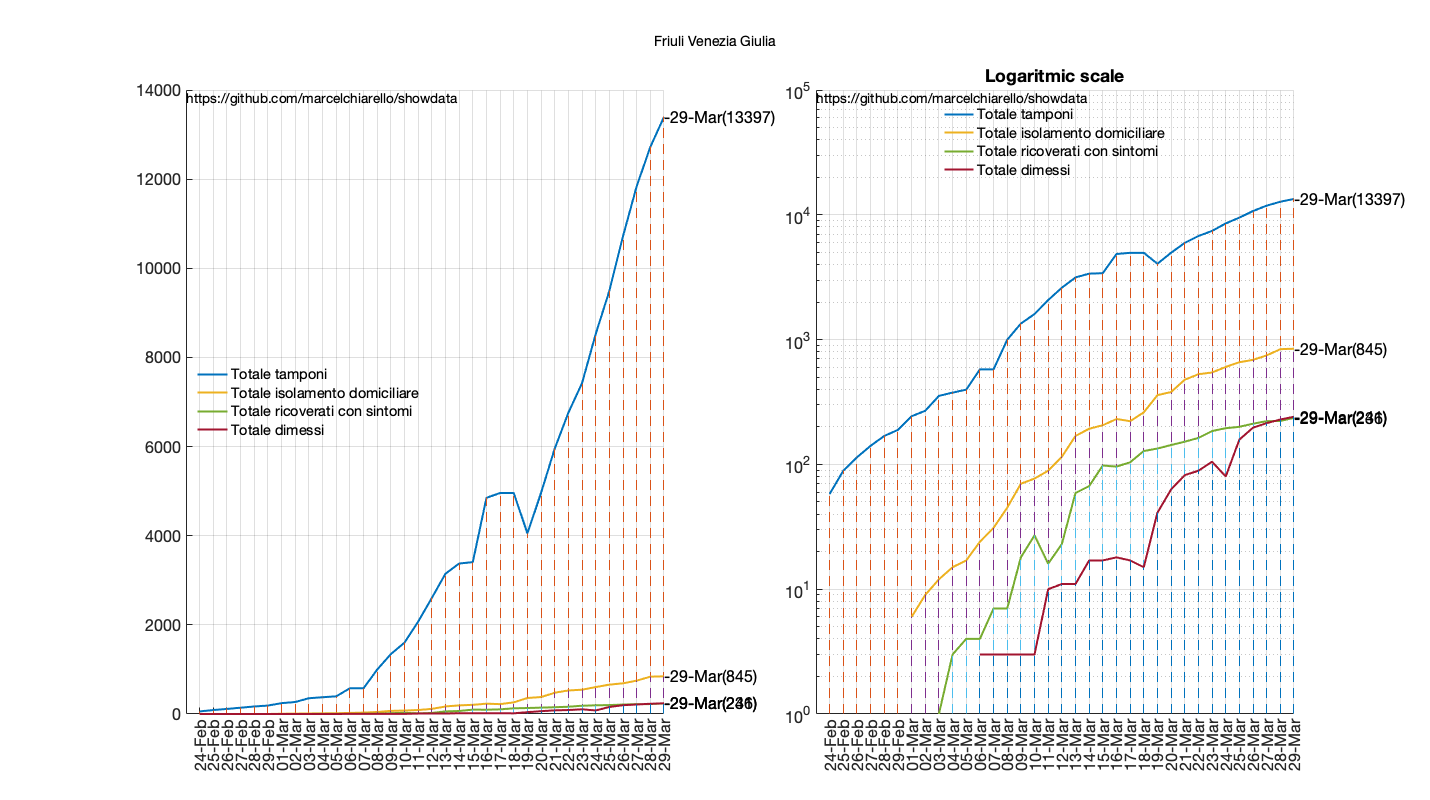 Friuli Venezia Giulia
14000
12000
10000
8000
6000
4000
2000
0
https://github.com/marcelchiarello/showdata
Totale tamponi
Totale isolamento domiciliare
Totale ricoverati con sintomi
Totale dimessi
-29-Mar(13397)
-29-Mar(845)
24-Feb
25-Feb
26-Feb
27-Feb
28-Feb
29-Feb
01-Mar
02-Mar
03-Mar
04-Mar
05-Mar
06-Mar
07-Mar
08-Mar
09-Mar
10-Mar
11-Mar
12-Mar
13-Mar
14-Mar
15-Mar
16-Mar
17-Mar
18-Mar
19-Mar
20-Mar
21-Mar
22-Mar
23-Mar
24-Mar
25-Mar
26-Mar
27-Mar
28-Mar
29-Mar
Logaritmic scale
10^5
10^4
10^3
10^2
10^1
10^0
https://github.com/marcelchiarello/showdata
Totale tamponi
Totale isolamento domiciliare
Totale ricoverati con sintomi
Totale dimessi
-29-Mar(13397)
-29-Mar(845)
24-Feb
25-Feb
26-Feb
27-Feb
28-Feb
29-Feb
01-Mar
02-Mar
03-Mar
04-Mar
05-Mar
06-Mar
07-Mar
08-Mar
09-Mar
10-Mar
11-Mar
12-Mar
13-Mar
14-Mar
15-Mar
16-Mar
17-Mar
18-Mar
19-Mar
20-Mar
21-Mar
22-Mar
23-Mar
24-Mar
25-Mar
26-Mar
27-Mar
28-Mar
29-Mar